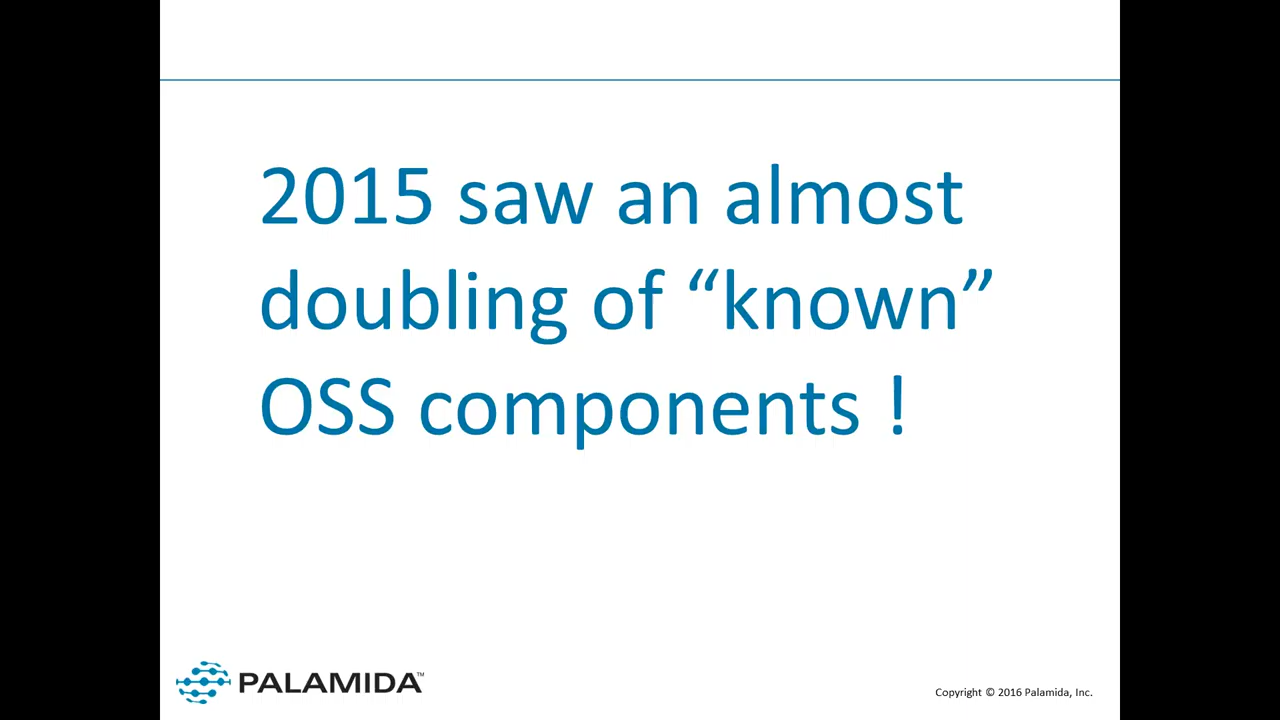 2015 saw an almost
doubling of “known”
OSS components !
PALAMIDA™
Copyright © 2016 Palamida, Inc.